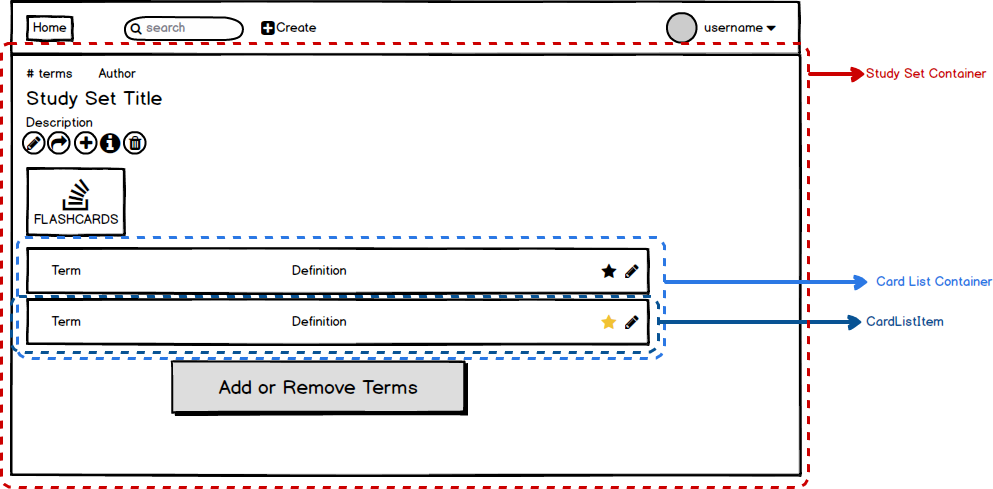 Home search Create username
# terms Author
Study Set Container
Study Set Title
Description
FLASHCARDS
Term Definition
Card List Container
Term Definition
CardListItem
Add or Remove Terms